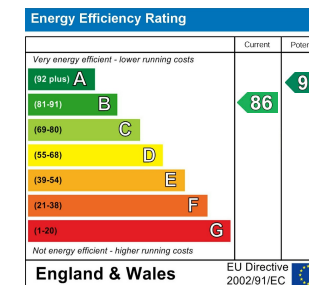 Energy Efficiency Rating
Current
Very energy efficient - lower running costs
(92 plus) A
(81-91) B
86
(69-80) C
(55-68) D
(39-54) E
(21-38) F
(1-20) G
Not energy efficient - higher running costs
England & Wales
EU Directive
2002/91/EC